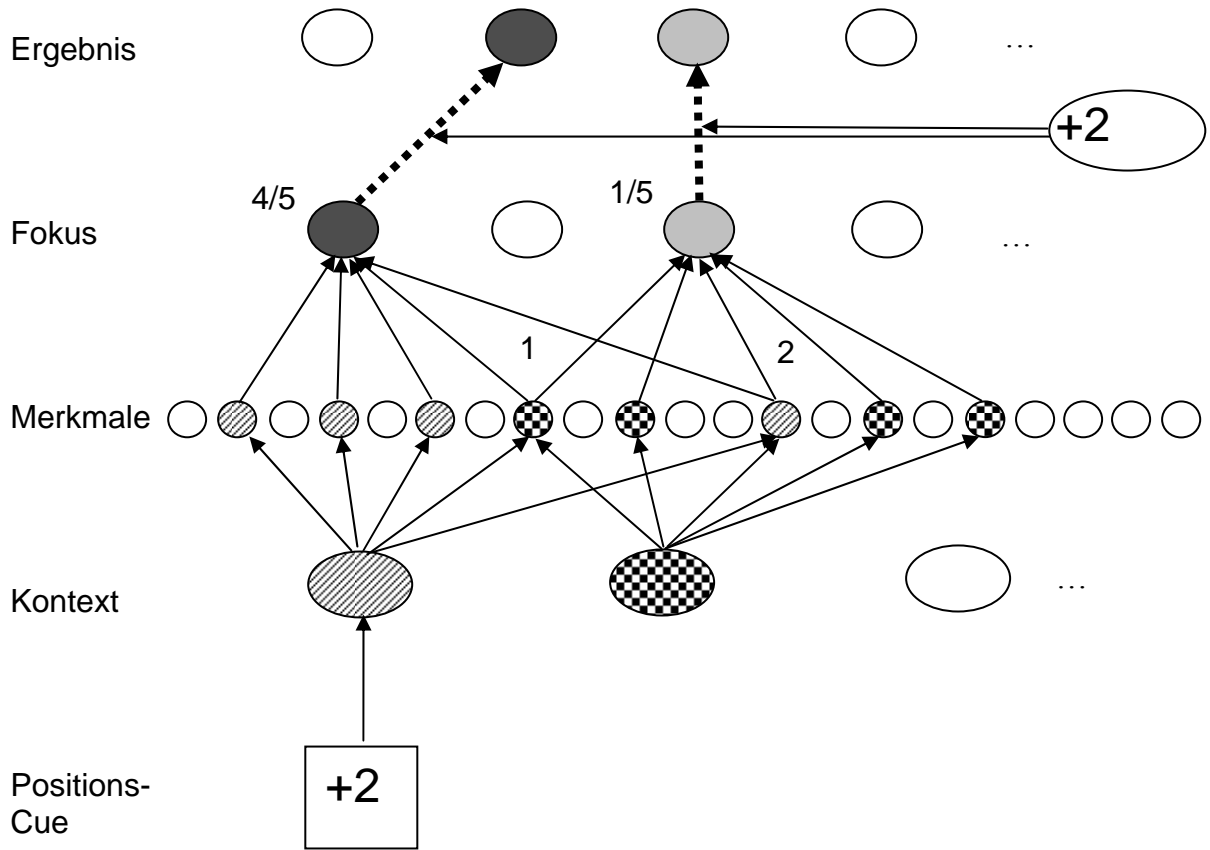 Ergebnis
...
+2
4/5
1/5
Fokus
...
1
2
Merkmale
Kontext
...
Positions-
Cue
+2